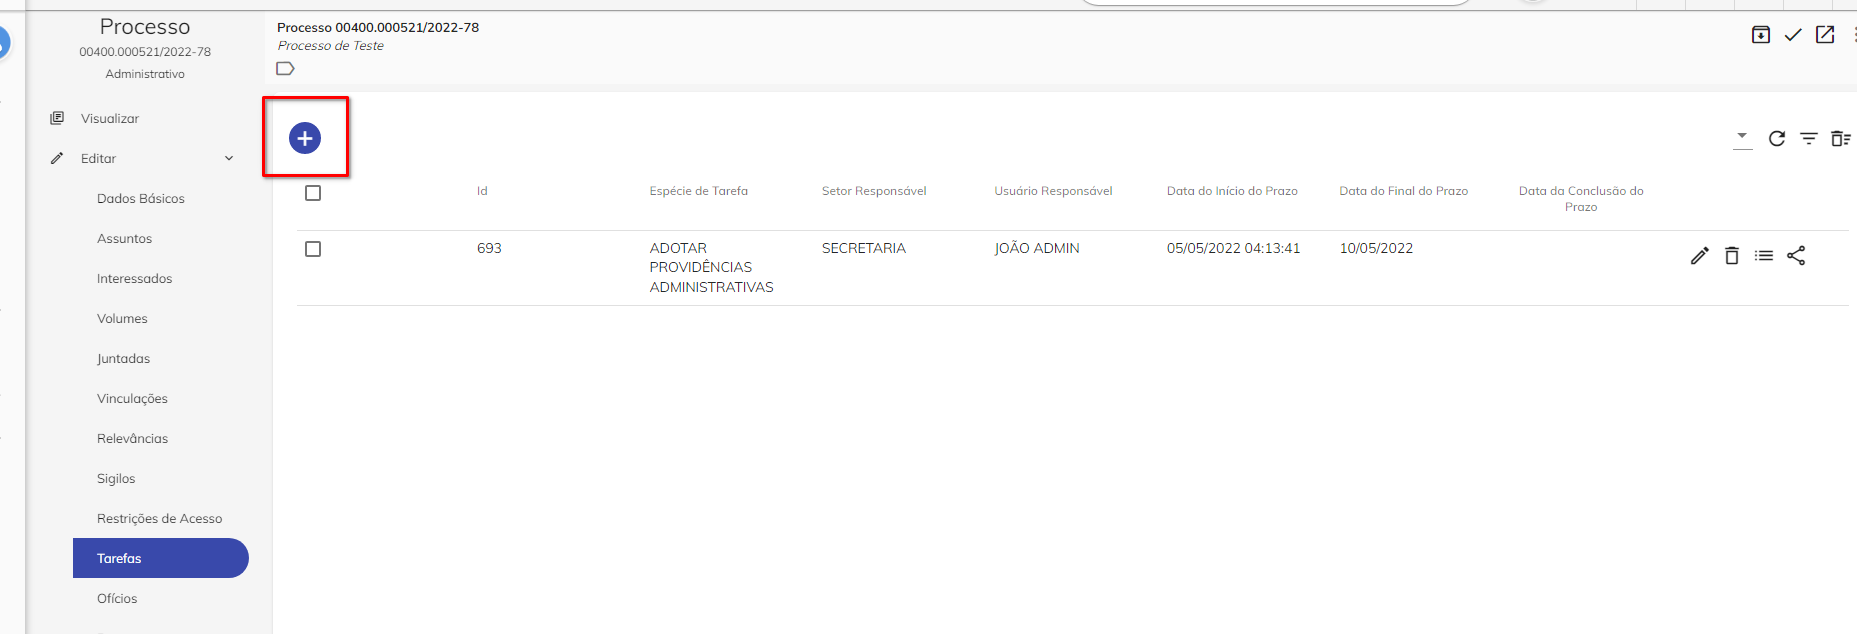 Processo
00400.000521/2022-78
Administrativo
Visualizar
Editar
Dados Básicos
Assuntos
Interessados
Volumes
Juntadas
Vinculações
Relevâncias
Sigilos
Restrições de Acesso
Tarefas
Ofícios
Processo 00400.000521/2022-78
Processo de Teste
Id Espécie de Tarefa Setor Responsável Usuário Responsável Data do Início do Prazo Data do Final do Prazo Data da Conclusão do
Prazo
693 ADOTAR SECRETARIA JOÃO ADMIN 05/05/2022 04:13:41 10/05/2022
PROVIDÊNCIAS
ADMINISTRATIVAS